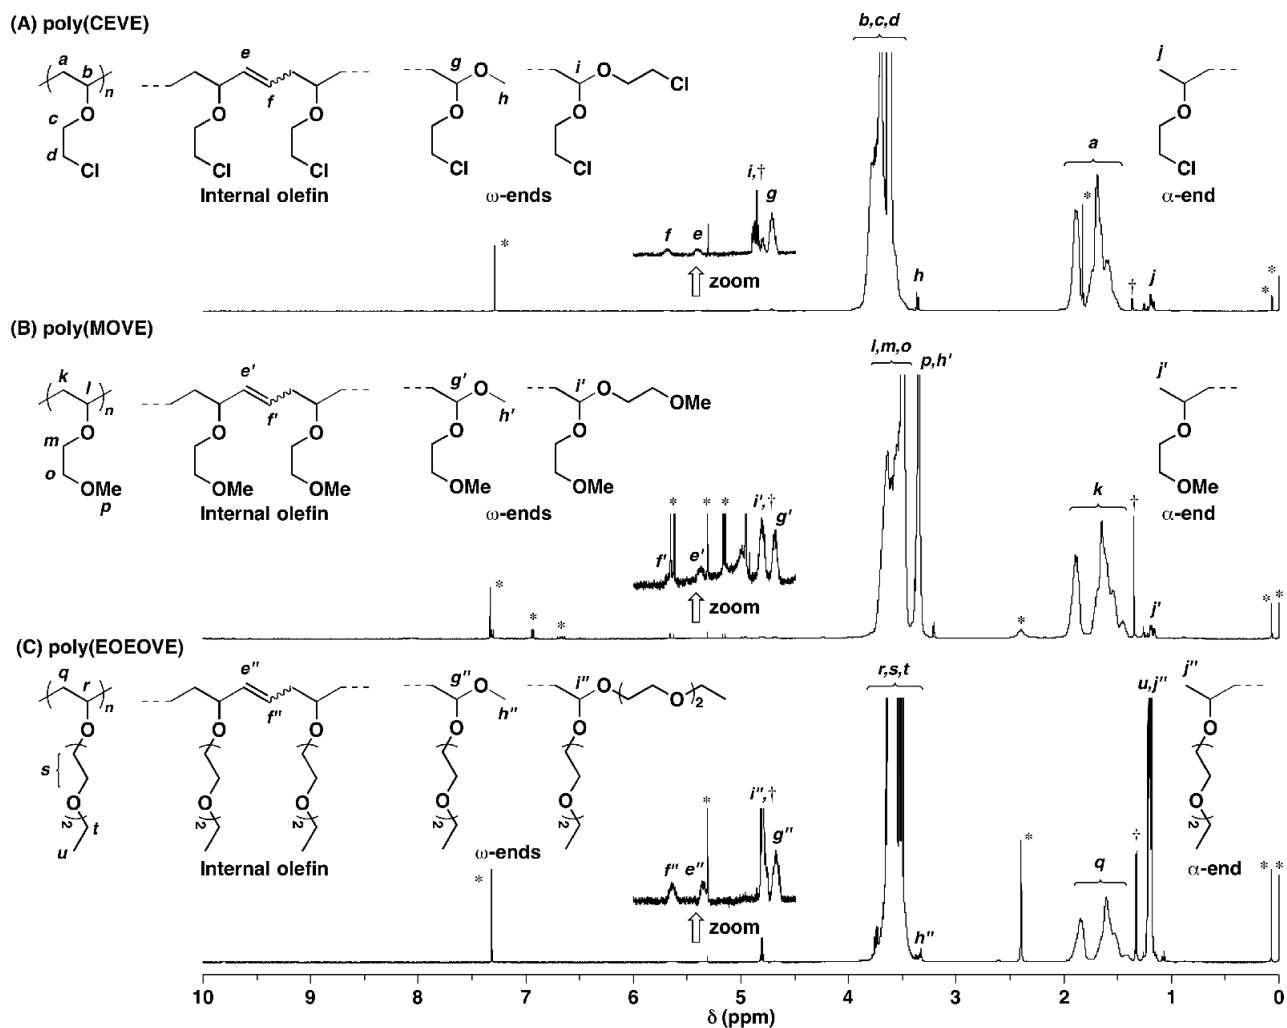 (A) poly(CEVE)
a b n O c d Cl
e f O O Cl Cl
Internal olefin
g O h O Cl
i O Cl O Cl
ω-ends
f e i,† g
zoom
*
b,c,d
h
a
*
†
j
*
*
j O Cl
α-end
(B) poly(MOVE)
k l n O m o OMe p
e' f' O O OMe OMe
Internal olefin
g' O h' O OMe
i' O OMe O OMe
ω-ends
f' * e' * * i',† g'
zoom
*
*
*
l,m,o
p,h'
*
k
†
j'
*
*
j' O OMe
α-end
(C) poly(EOEOVE)
q r n O s O 2 t u
e'' f'' O O O 2 O 2
Internal olefin
g'' O h'' O O 2
i'' O O 2 O O 2
ω-ends
f'' e'' * i'',† g''
zoom
*
r,s,t
h''
*
q
†
u,j''
*
*
j'' O O 2
α-end
10 9 8 7 6 5 4 3 2 1 0
δ (ppm)